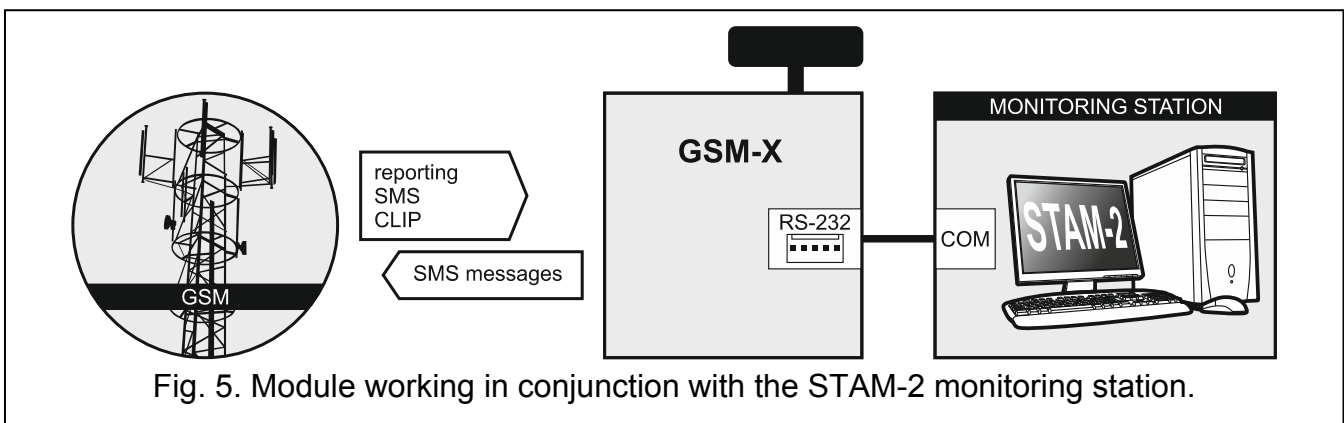 GSM
reporting
SMS
CLIP
SMS messages
GSM-X
RS-232
COM
MONITORING STATION
STAM-2
Fig. 5. Module working in conjunction with the STAM-2 monitoring station.